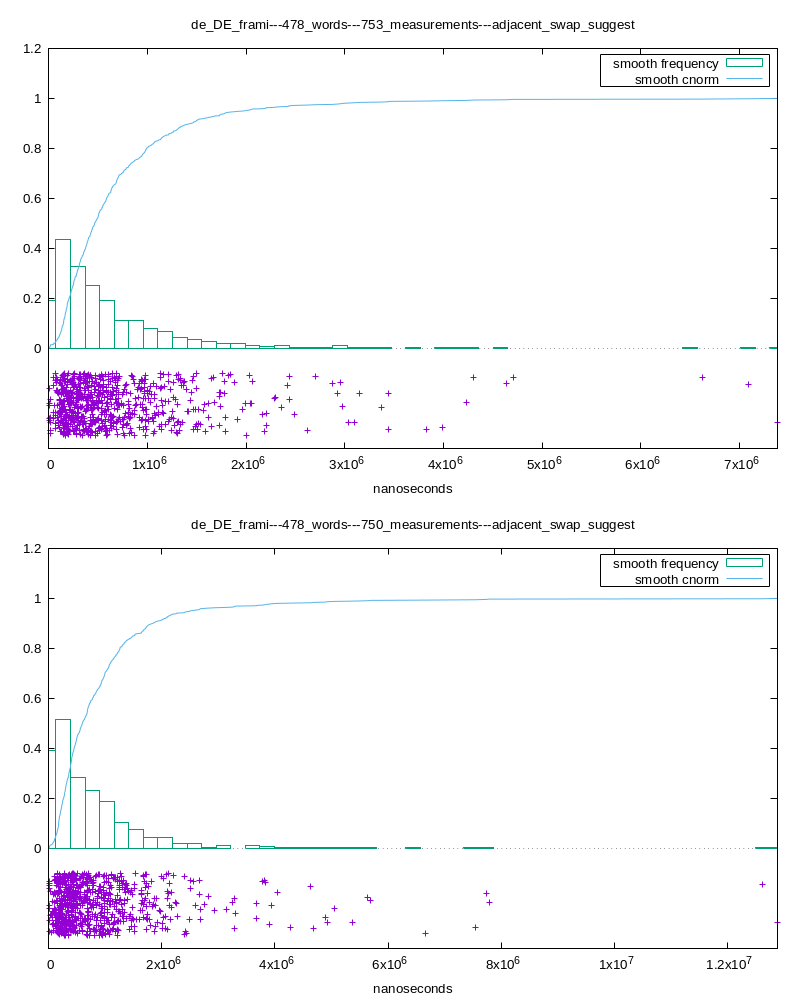 de_DE_frami---478_words---753_measurements---adjacent_swap_suggest
1.2
smooth frequency
smooth cnorm
1
0.8
0.6
0.4
0.2
0
0 1x10^6 2x10^6 3x10^6 4x10^6 5x10^6 6x10^6 7x10^6
nanoseconds
de_DE_frami---478_words---750_measurements---adjacent_swap_suggest
1.2
smooth frequency
smooth cnorm
1
0.8
0.6
0.4
0.2
0
0 2x10^6 4x10^6 6x10^6 8x10^6 1x10^7 1.2x10^7
nanoseconds